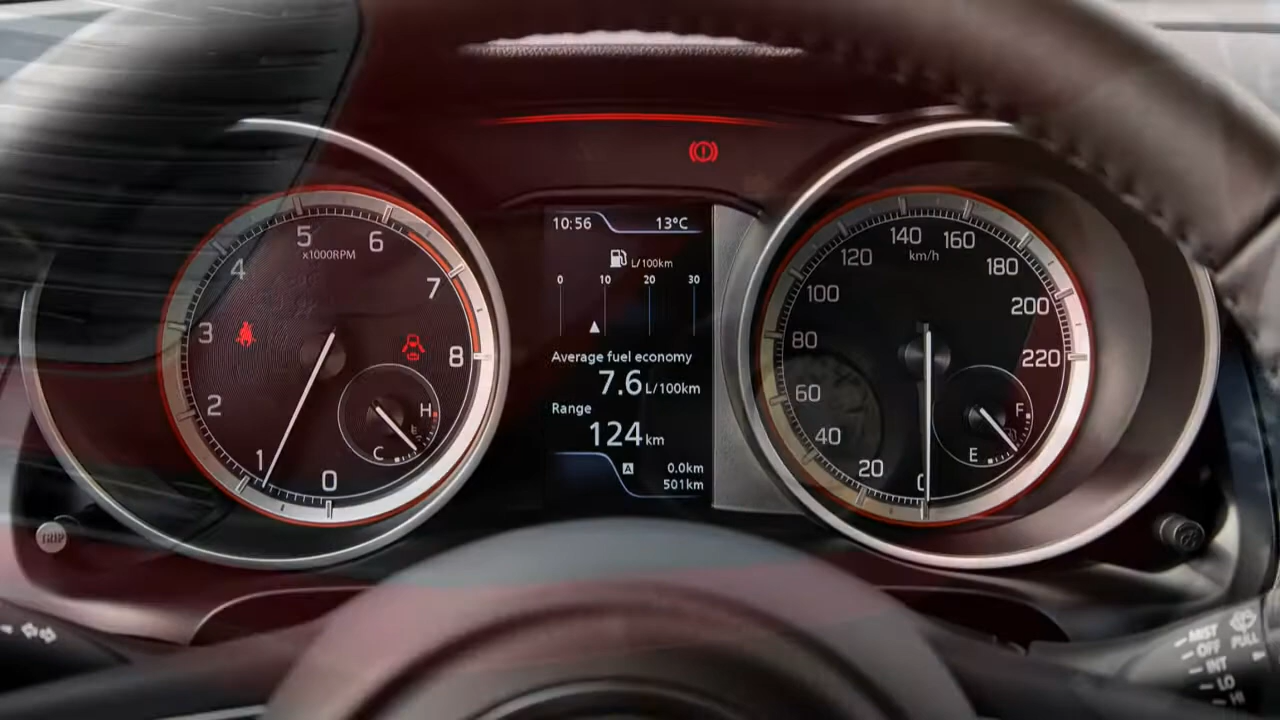 10:56 13°C
L/100km
0 10 20 30
Average fuel economy
7.6 L/100km
Range
124 km
A 0.0km
501km
0 1 2 3 4 5 6 7 8
x1000RPM
H
C
20 40 60 80 100 120 140 160 180 200 220
km/h
F
E
TRIP
MIST
OFF
INT
LO
HI
PULL